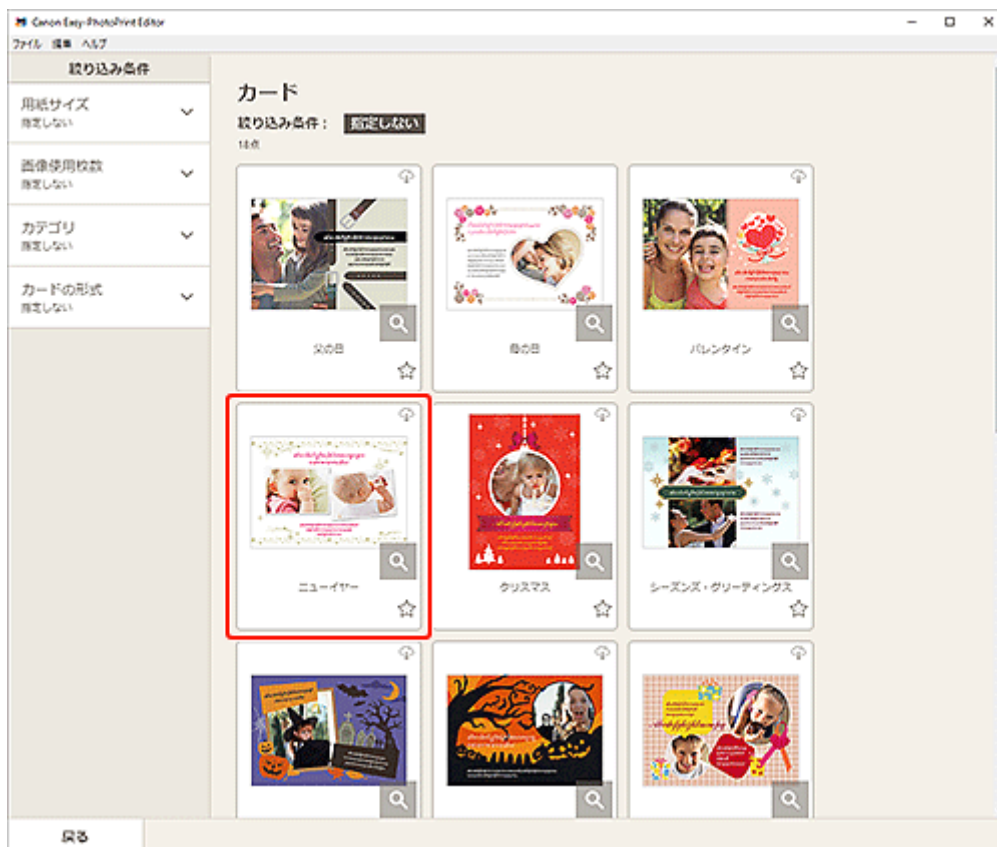 Canon Easy-PhotoPrint Editor
ファイル 編集 ヘルプ
絞り込み条件
用紙サイズ
指定しない
画像使用枚数
指定しない
カテゴリ
指定しない
カードの形式
指定しない
カード
絞り込み条件： 指定しない
18点
父の日
母の日
バレンタイン
ニューイヤー
クリスマス
シーズンズ・グリーティングス
戻る